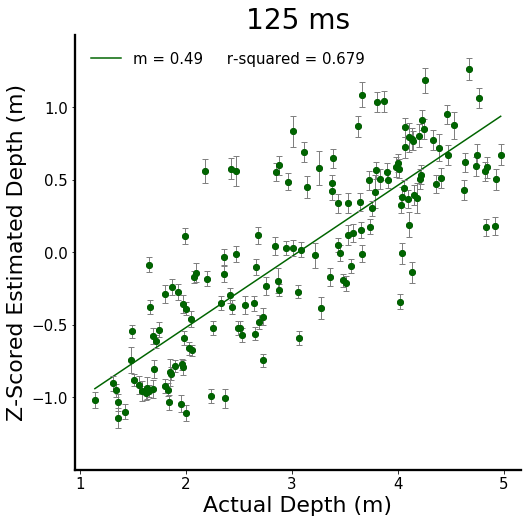 125 ms
m = 0.49 r-squared = 0.679
Z-Scored Estimated Depth (m)
1.0
0.5
0.0
−0.5
−1.0
1 2 3 4 5
Actual Depth (m)